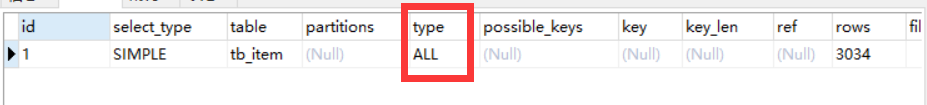 id select_type table partitions type possible_keys key key_len ref rows fil
1 SIMPLE tb_item (Null) ALL (Null) (Null) (Null) (Null) 3034